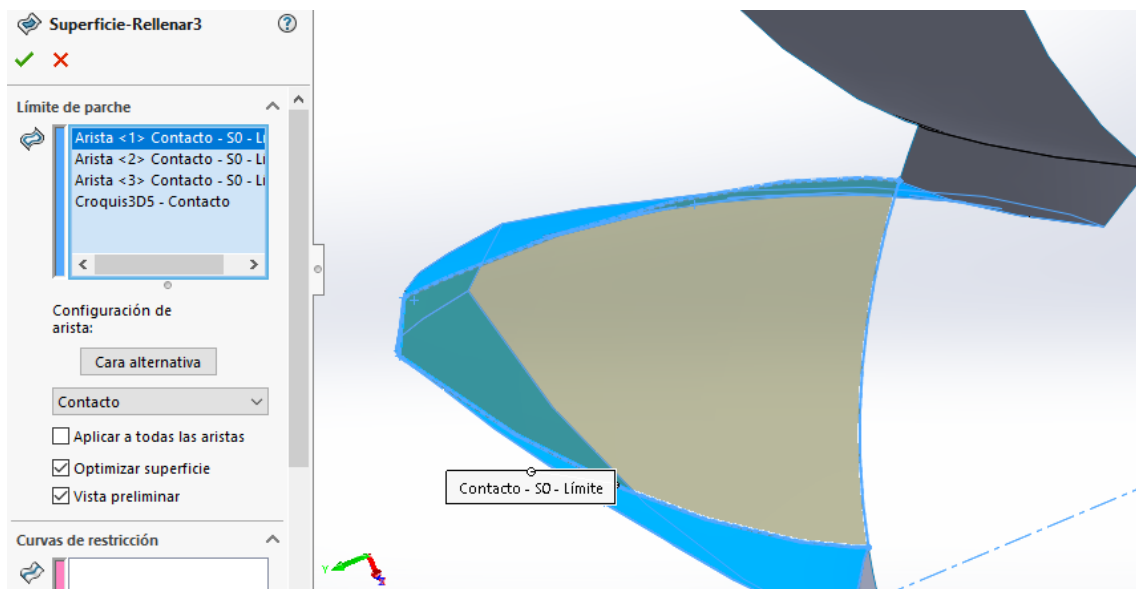 Superficie-Rellenar3
Límite de parche
Arista <1> Contacto - S0 - Lí
Arista <2> Contacto - S0 - Lí
Arista <3> Contacto - S0 - Lí
Croquis3D5 - Contacto
Configuración de
arista:
Cara alternativa
Contacto
Aplicar a todas las aristas
Optimizar superficie
Vista preliminar
Curvas de restricción
Contacto - S0 - Límite
Y
Z